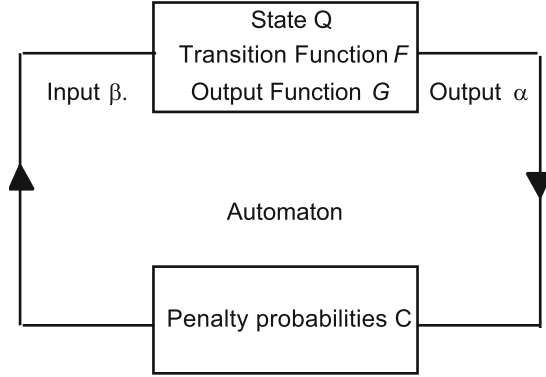 State Q
Transition Function F
Output Function G
Input β.
Output α
Automaton
Penalty probabilities C